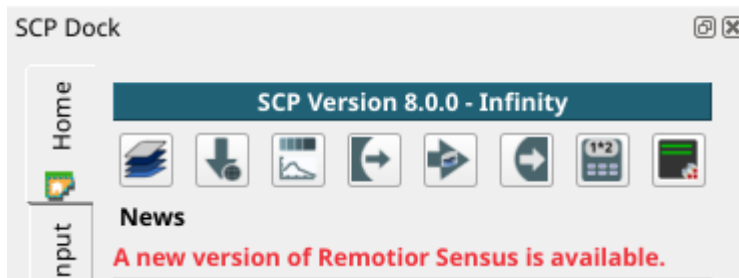 SCP Dock
Home
SCP Version 8.0.0 - Infinity
1*2
News
A new version of Remotior Sensus is available.